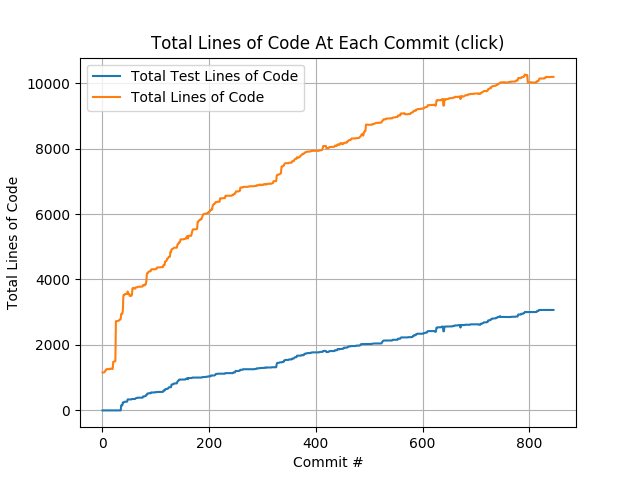 Total Lines of Code At Each Commit (click)
Total Test Lines of Code
Total Lines of Code
10000
8000
6000
4000
2000
0
Total Lines of Code
0 200 400 600 800
Commit #